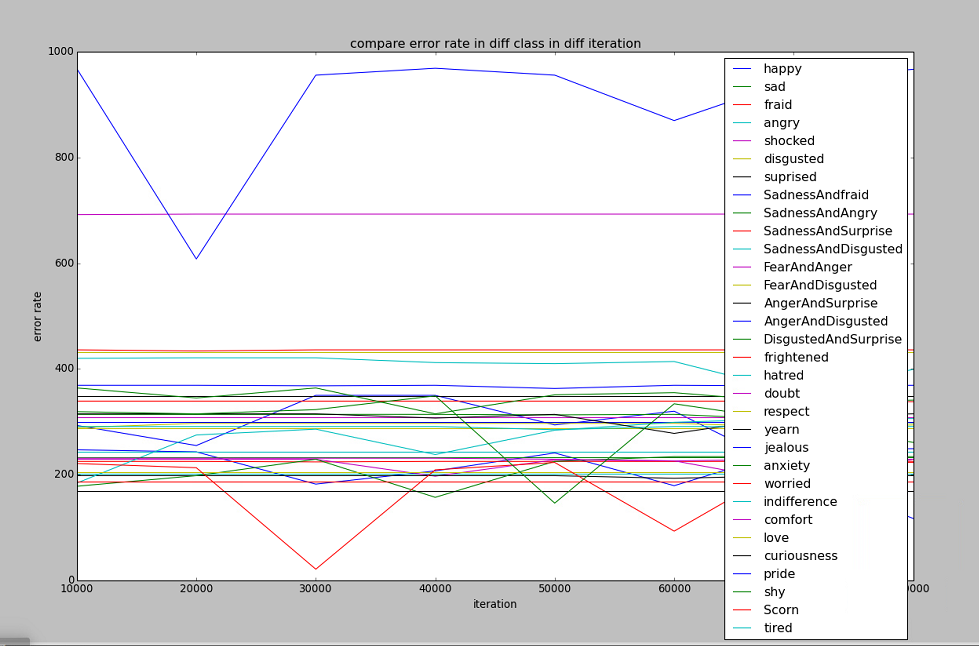 compare error rate in diff class in diff iteration
1000
800
600
400
200
0
error rate
10000 20000 30000 40000 50000 60000 0000
iteration
happy
sad
fraid
angry
shocked
disgusted
suprised
SadnessAndfraid
SadnessAndAngry
SadnessAndSurprise
SadnessAndDisgusted
FearAndAnger
FearAndDisgusted
AngerAndSurprise
AngerAndDisgusted
DisgustedAndSurprise
frightened
hatred
doubt
respect
yearn
jealous
anxiety
worried
indifference
comfort
love
curiousness
pride
shy
Scorn
tired